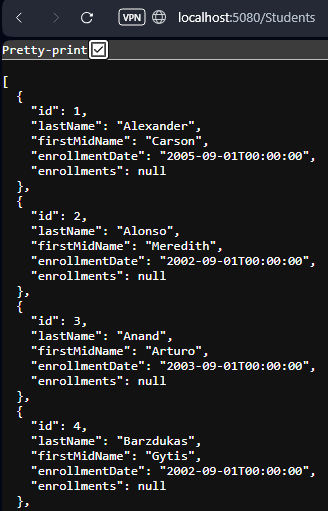 VPN localhost:5080/Students
Pretty-print
[
  {
    "id": 1,
    "lastName": "Alexander",
    "firstMidName": "Carson",
    "enrollmentDate": "2005-09-01T00:00:00",
    "enrollments": null
  },
  {
    "id": 2,
    "lastName": "Alonso",
    "firstMidName": "Meredith",
    "enrollmentDate": "2002-09-01T00:00:00",
    "enrollments": null
  },
  {
    "id": 3,
    "lastName": "Anand",
    "firstMidName": "Arturo",
    "enrollmentDate": "2003-09-01T00:00:00",
    "enrollments": null
  },
  {
    "id": 4,
    "lastName": "Barzdukas",
    "firstMidName": "Gytis",
    "enrollmentDate": "2002-09-01T00:00:00",
    "enrollments": null
  },